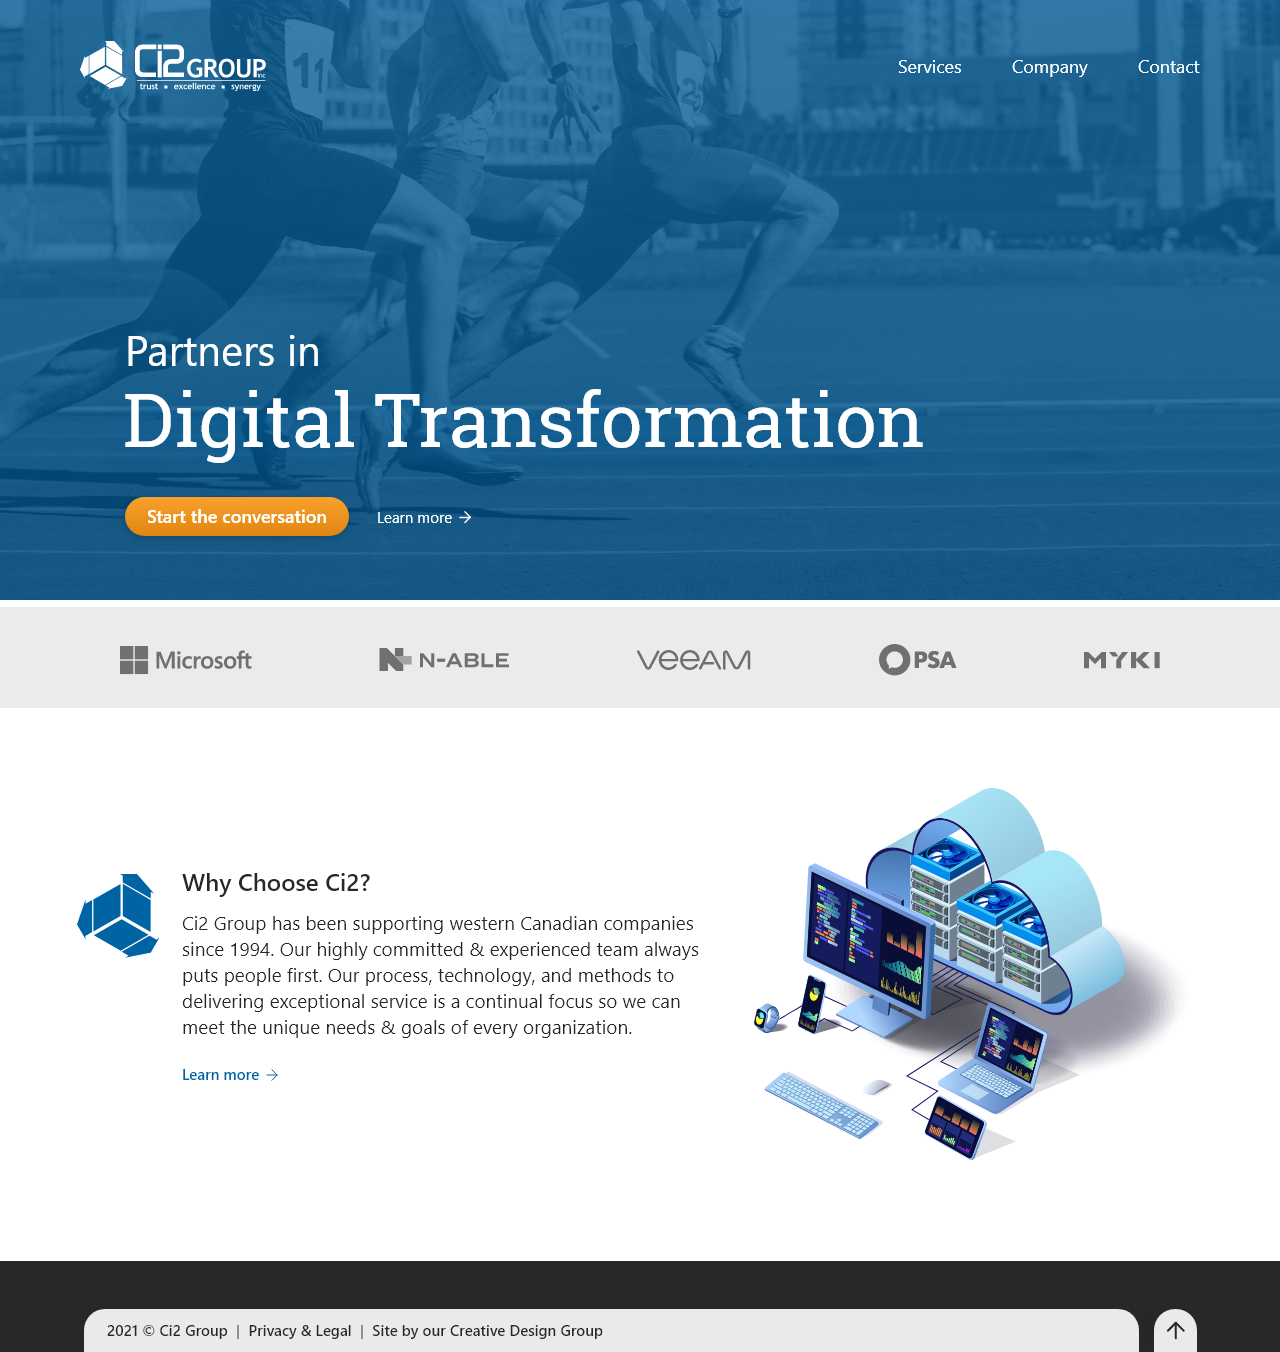 Ci2 GROUP inc
trust • excellence • synergy
Services
Company
Contact
11
Partners in
Digital Transformation
Start the conversation
Learn more →
Microsoft
N-ABLE
veeAM
PSA
MYKI
Why Choose Ci2?
Ci2 Group has been supporting western Canadian companies
since 1994. Our highly committed & experienced team always
puts people first. Our process, technology, and methods to
delivering exceptional service is a continual focus so we can
meet the unique needs & goals of every organization.
Learn more →
2021 © Ci2 Group | Privacy & Legal | Site by our Creative Design Group